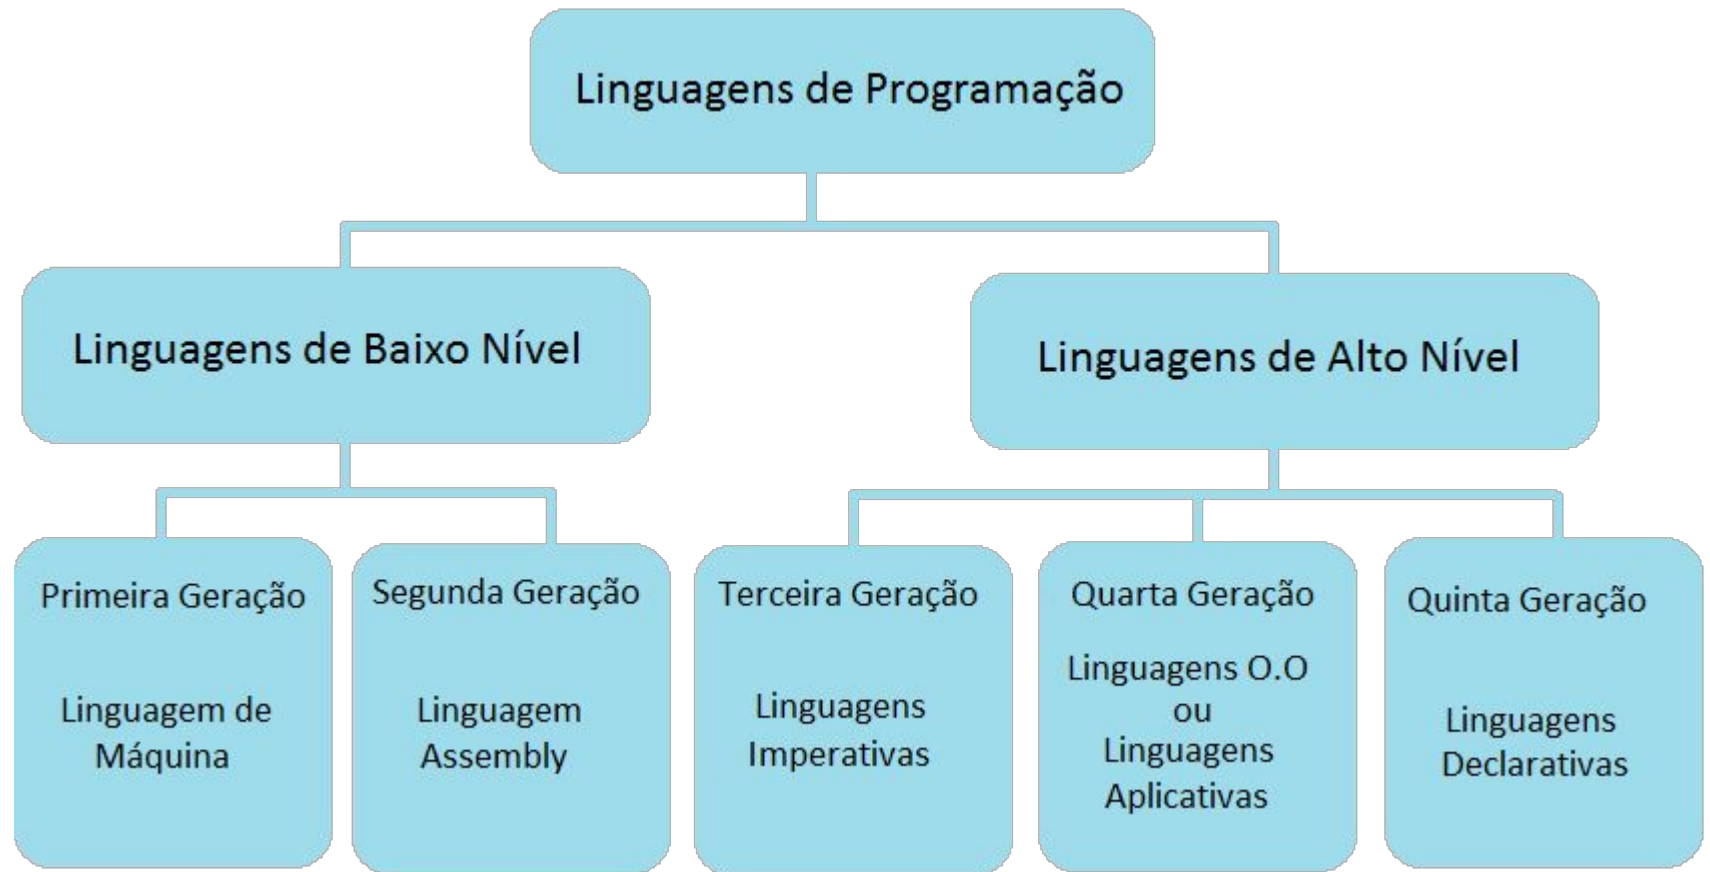 Linguagens de Programação
Linguagens de Baixo Nível
Linguagens de Alto Nível
Primeira Geração
Linguagem de
Máquina
Segunda Geração
Linguagem
Assembly
Terceira Geração
Linguagens
Imperativas
Quarta Geração
Linguagens O.O
ou
Linguagens
Aplicativas
Quinta Geração
Linguagens
Declarativas